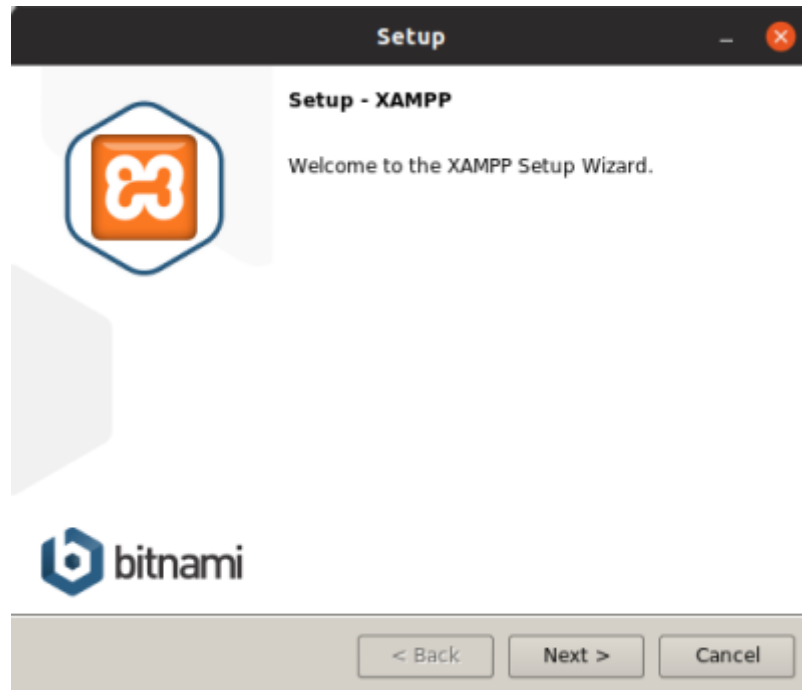 Setup
Setup - XAMPP
Welcome to the XAMPP Setup Wizard.
bitnami
< Back
Next >
Cancel